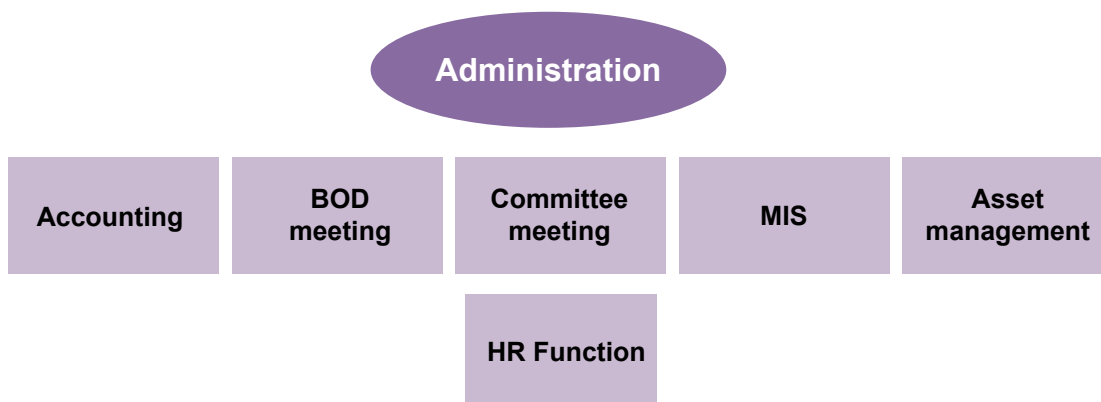 Administration
Accounting
BOD
meeting
Committee
meeting
MIS
Asset
management
HR Function